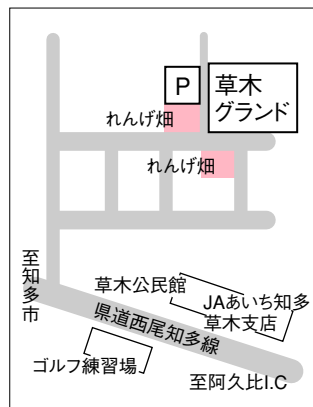 P
草木
グランド
れんげ畑
れんげ畑
至知多市
草木公民館
JAあいち知多
草木支店
県道西尾知多線
ゴルフ練習場
至阿久比I.C